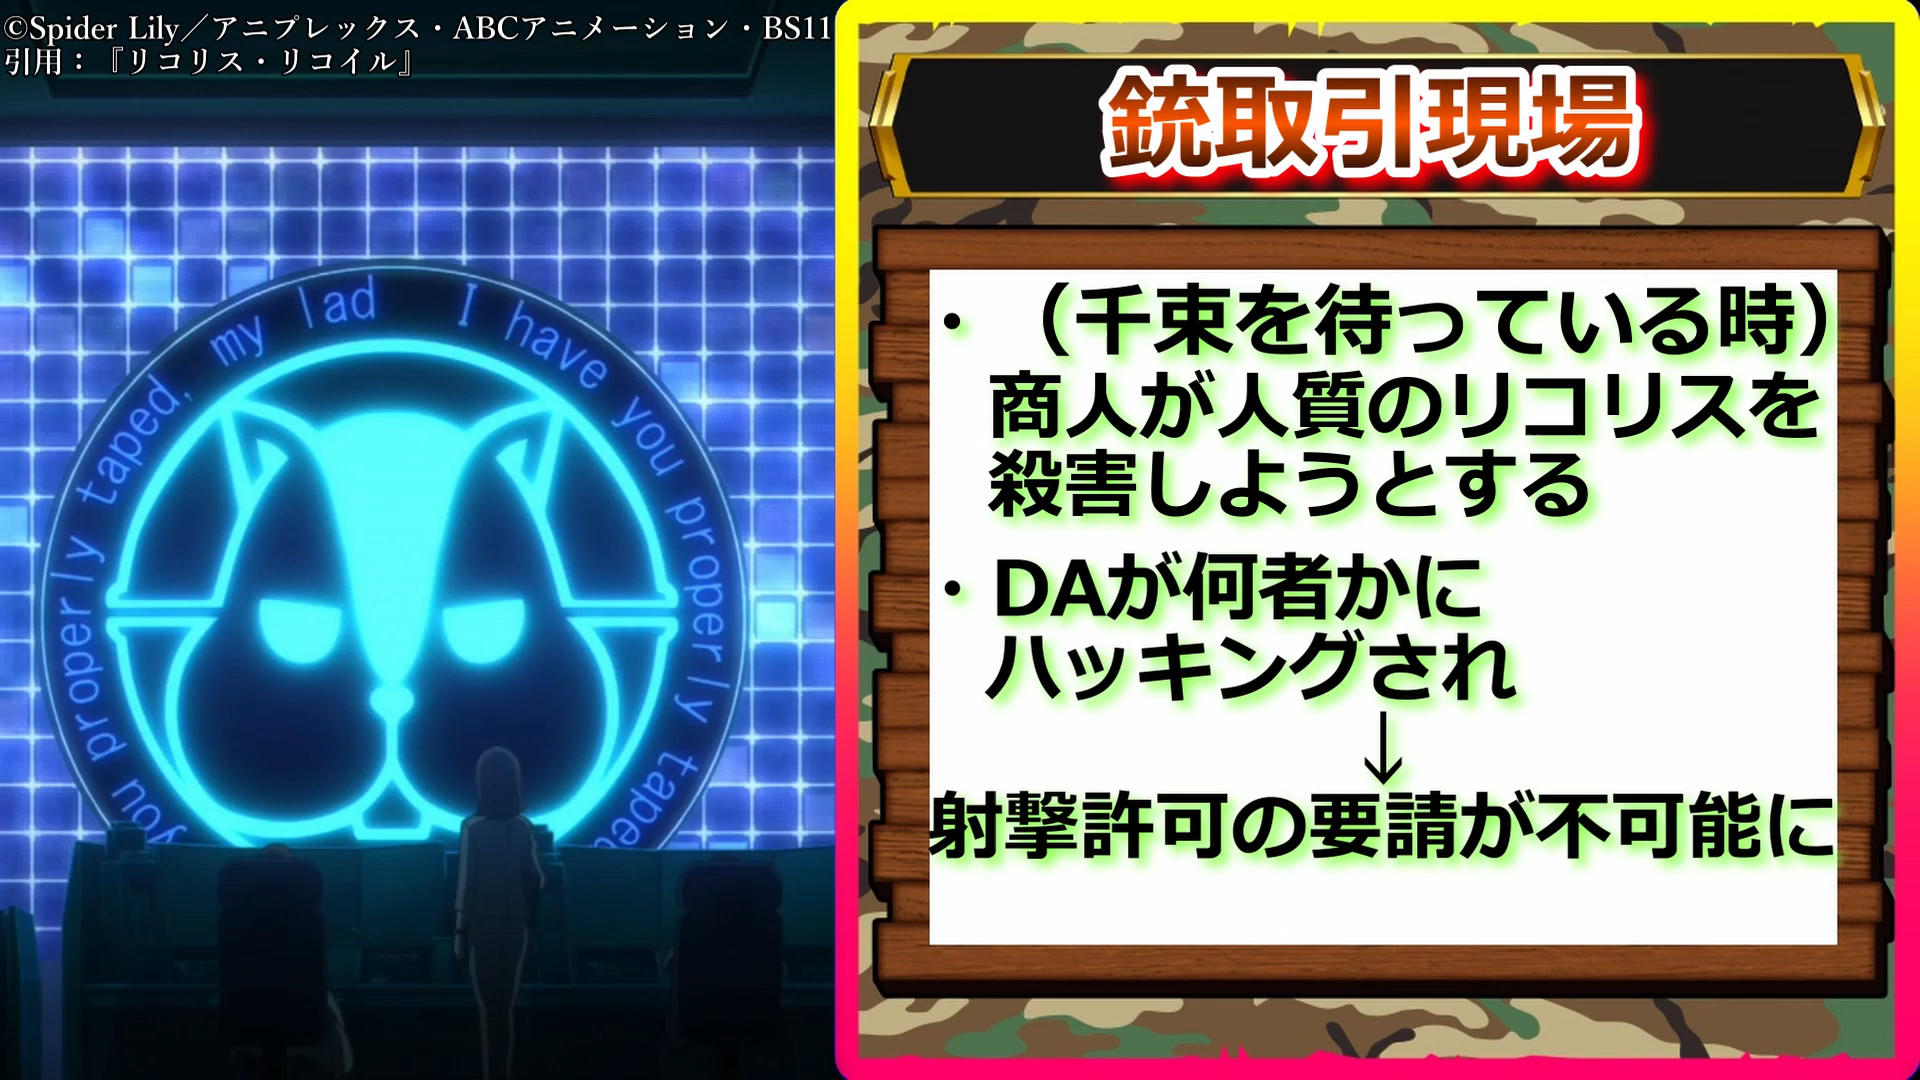 ©Spider Lily／アニプレックス・ABCアニメーション・BS11
引用：『リコリス・リコイル』
you properly taped, my lad I have you properly taped
銃取引現場
・（千束を待っている時）
商人が人質のリコリスを
殺害しようとする
・DAが何者かに
ハッキングされ
↓
射撃許可の要請が不可能に